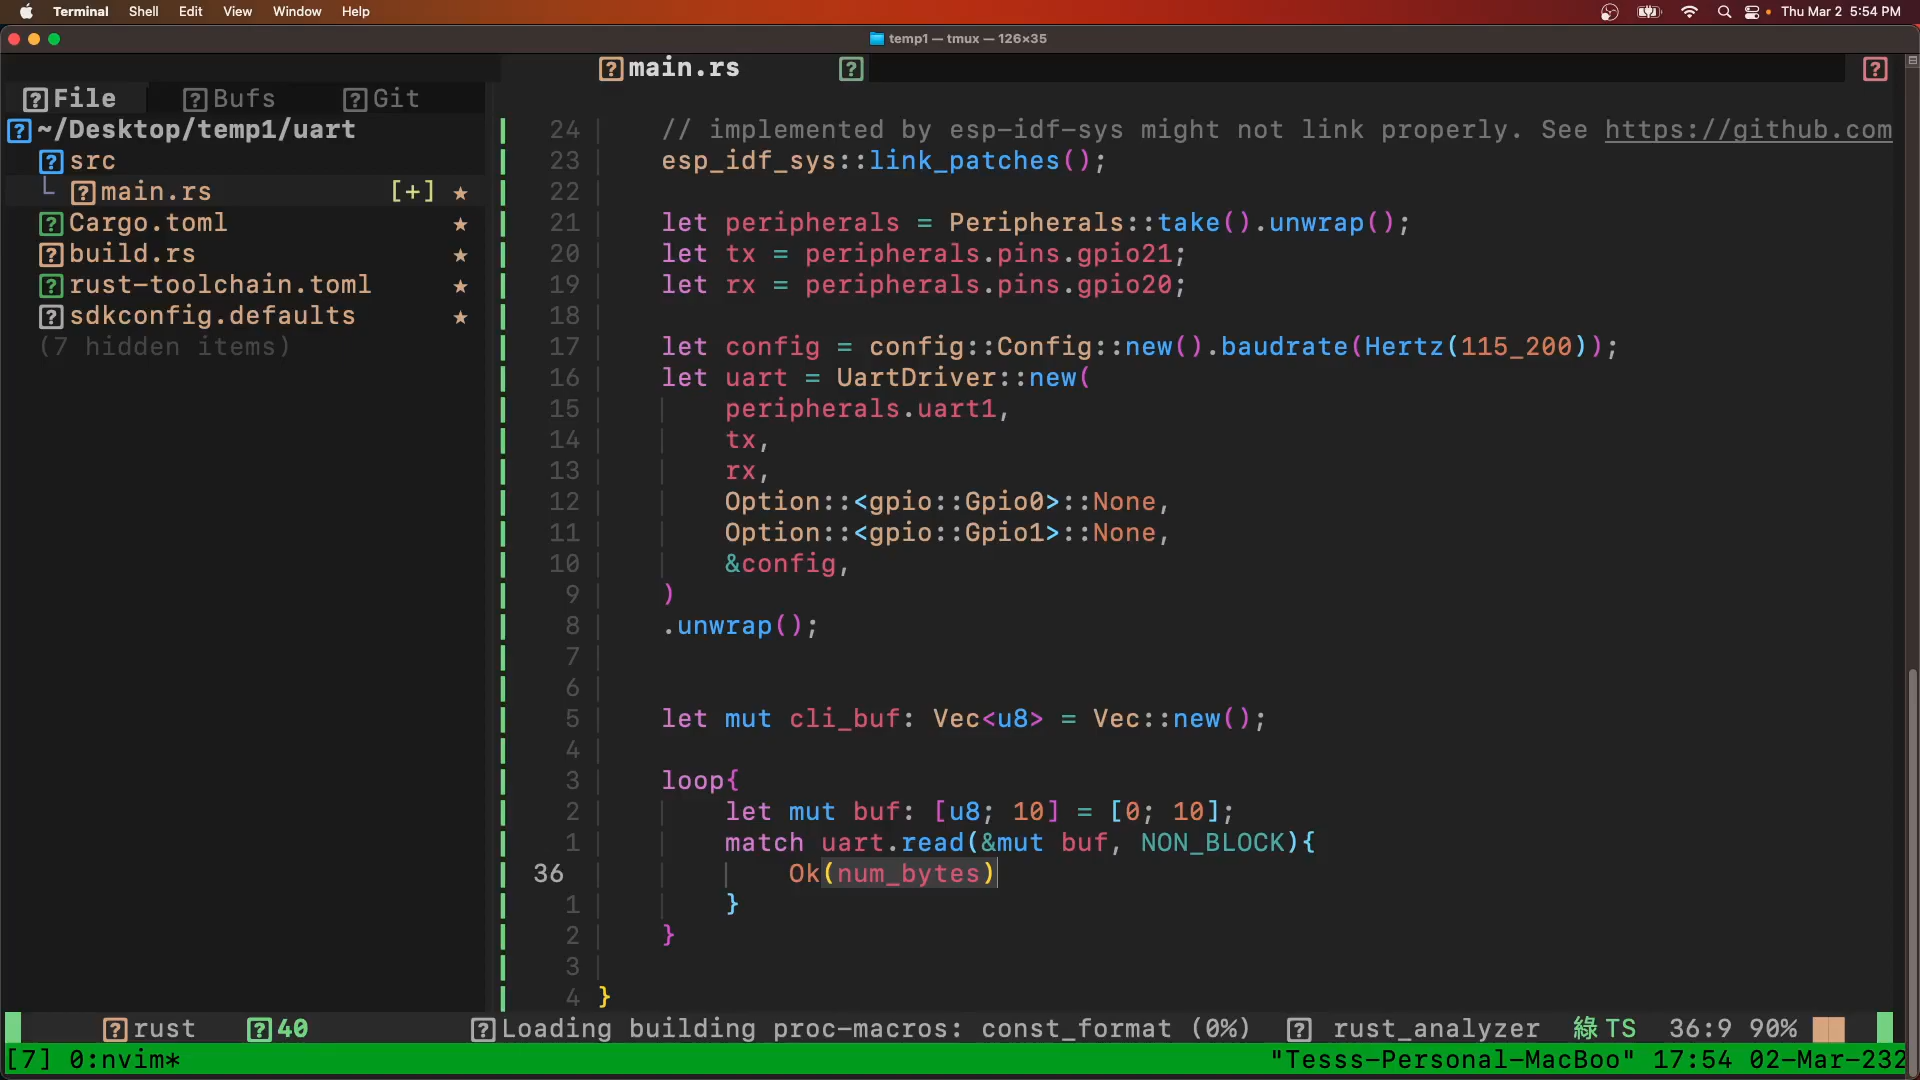 Terminal Shell Edit View Window Help Thu Mar 2 5:54 PM
temp1 — tmux — 126×35
main.rs
File Bufs Git
~/Desktop/temp1/uart
src
main.rs [+] ★
Cargo.toml ★
build.rs ★
rust-toolchain.toml ★
sdkconfig.defaults ★
(7 hidden items)
24 // implemented by esp-idf-sys might not link properly. See https://github.com
23 esp_idf_sys::link_patches();
22
21 let peripherals = Peripherals::take().unwrap();
20 let tx = peripherals.pins.gpio21;
19 let rx = peripherals.pins.gpio20;
18
17 let config = config::Config::new().baudrate(Hertz(115_200));
16 let uart = UartDriver::new(
15 peripherals.uart1,
14 tx,
13 rx,
12 Option::<gpio::Gpio0>::None,
11 Option::<gpio::Gpio1>::None,
10 &config,
9 )
8 .unwrap();
7
6
5 let mut cli_buf: Vec<u8> = Vec::new();
4
3 loop{
2 let mut buf: [u8; 10] = [0; 10];
1 match uart.read(&mut buf, NON_BLOCK){
36 Ok(num_bytes)
1 }
2 }
3
4 }
rust 40 Loading building proc-macros: const_format (0%) rust_analyzer 綠 TS 36:9 90%
[7] 0:nvim* "Tesss-Personal-MacBoo" 17:54 02-Mar-232